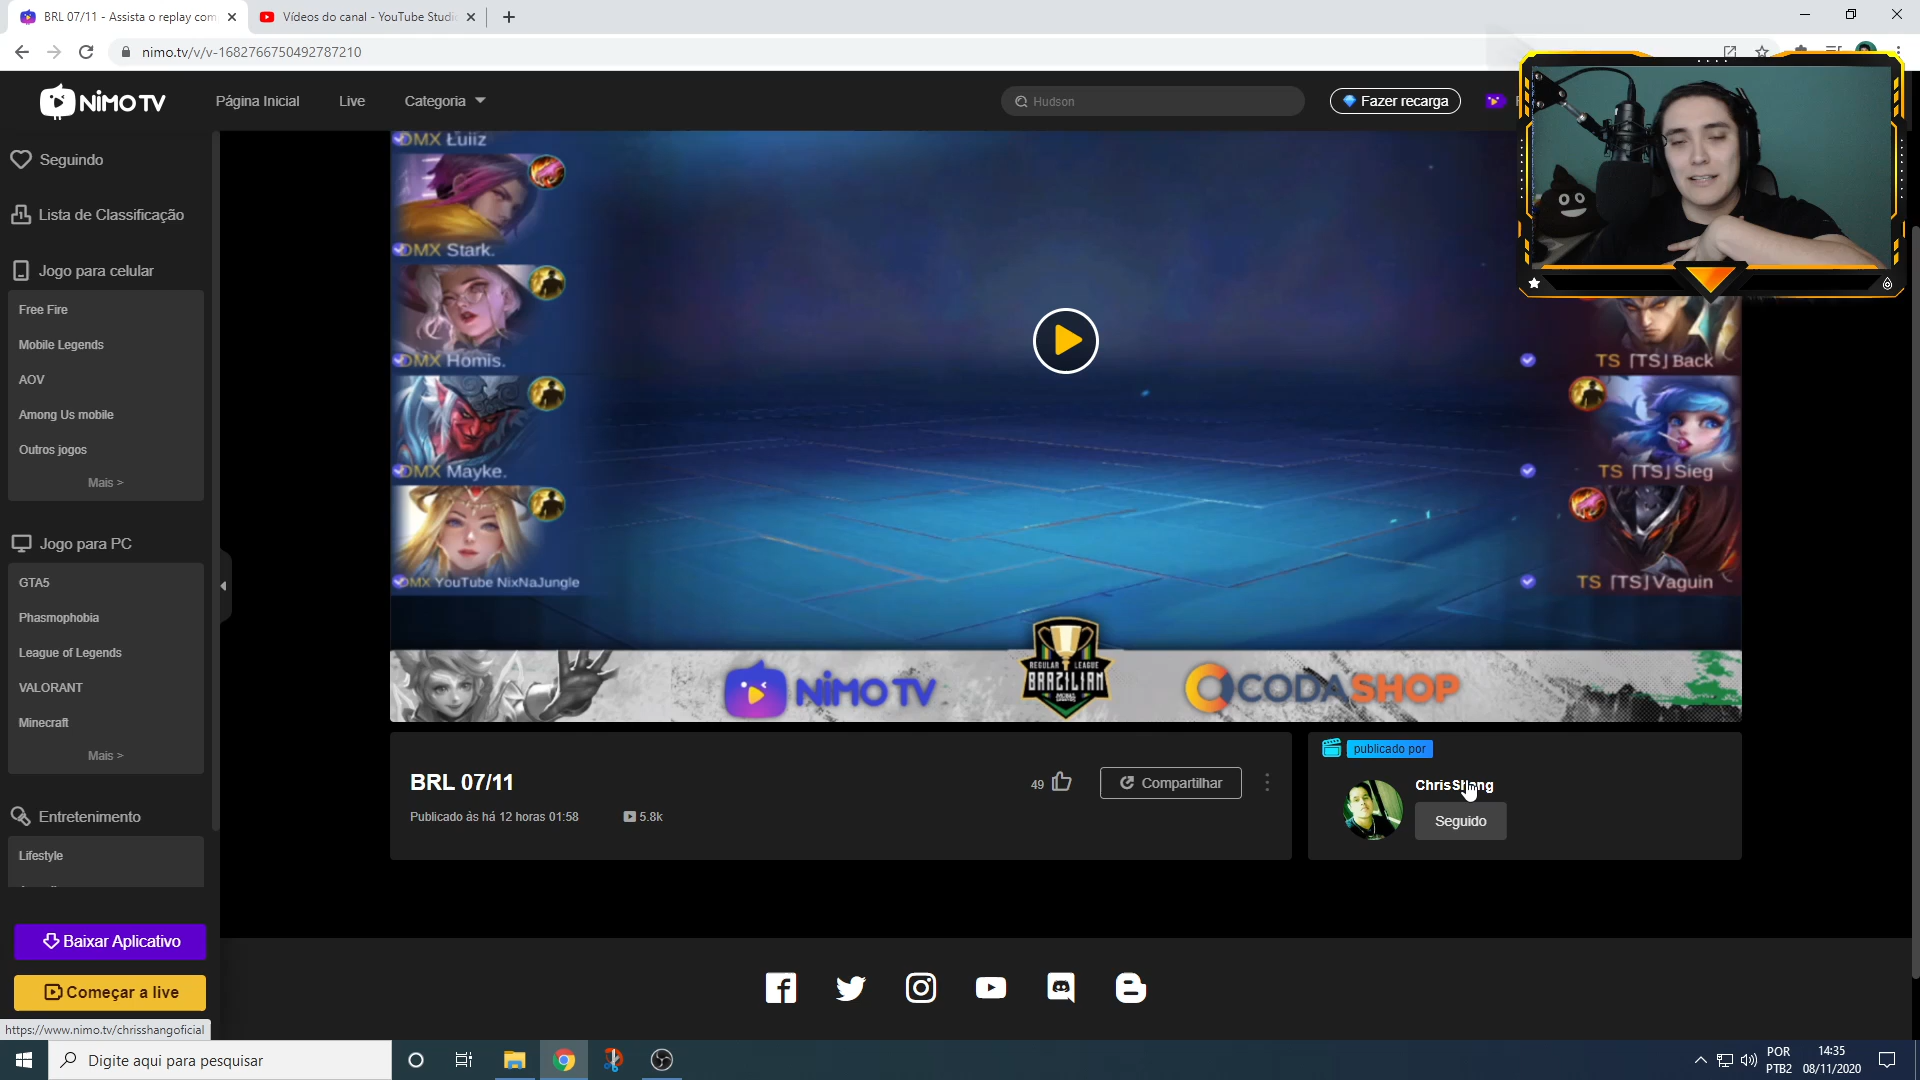 BRL 07/11 - Assista o replay com
Vídeos do canal - YouTube Studio
nimo.tv/v/v-1682766750492787210
NIMO TV
Página Inicial
Live
Categoria
Hudson
Fazer recarga
Seguindo
Lista de Classificação
Jogo para celular
Free Fire
Mobile Legends
AOV
Among Us mobile
Outros jogos
Mais >
Jogo para PC
GTA5
Phasmophobia
League of Legends
VALORANT
Minecraft
Mais >
Entretenimento
Lifestyle
Baixar Aplicativo
Começar a live
https://www.nimo.tv/chrisshangoficial
DMX Luiiz
DMX Stark.
DMX Homis.
DMX Mayke.
DMX YouTube NixNaJungle
TS [TS]Back
TS [TS]Sieg
TS [TS]Vaguin
NIMO TV
REGULAR LEAGUE
BRAZILIAN
CODASHOP
BRL 07/11
49
Compartilhar
Publicado às há 12 horas 01:58
5.8k
publicado por
ChrisShang
Seguido
Digite aqui para pesquisar
POR
PTB2
14:35
08/11/2020